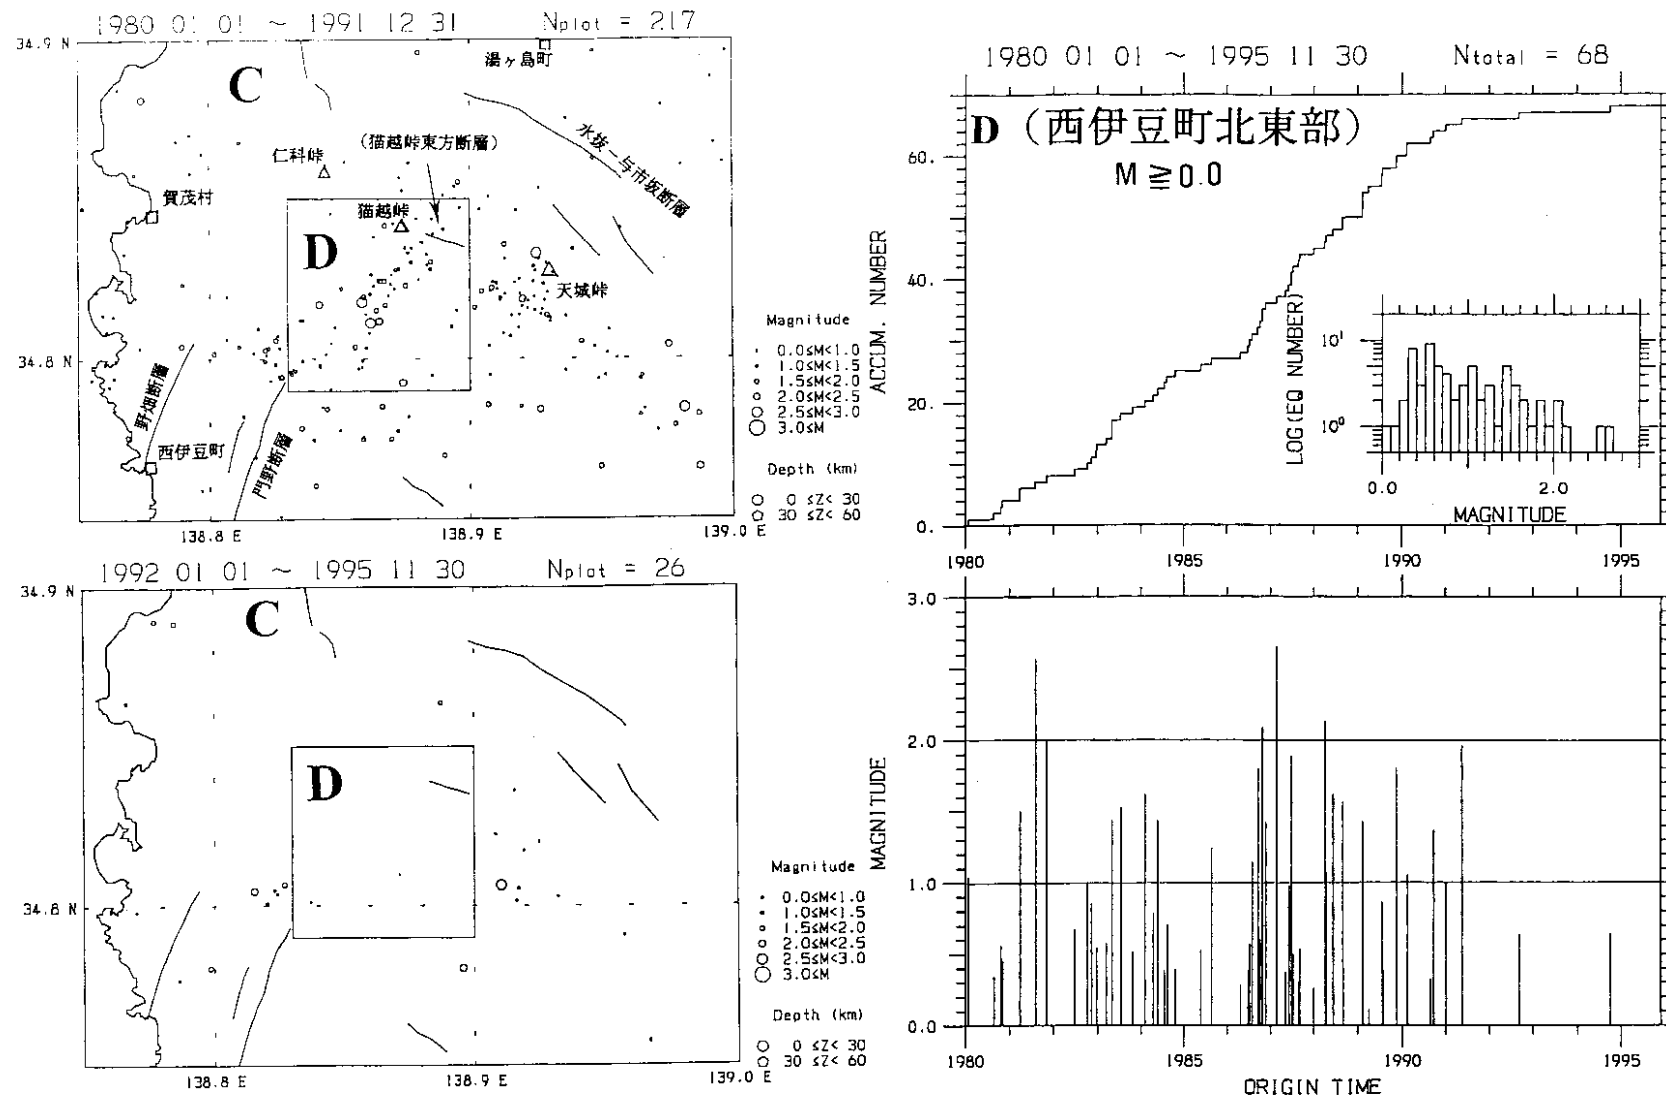 1980 01 01 ~ 1991 12 31 Nplot = 217
34.9 N
C
湯ヶ島町
水抜－与市坂断層
(猫越峠東方断層)
仁科峠
賀茂村
猫越峠
D
天城峠
34.8 N
野畑断層
西伊豆町
門野断層
138.8 E 138.9 E 139.0 E
Magnitude
0.0≤M<1.0
1.0≤M<1.5
1.5≤M<2.0
2.0≤M<2.5
2.5≤M<3.0
3.0≤M
Depth (km)
0 ≤Z< 30
30 ≤Z< 60
1992 01 01 ~ 1995 11 30 Nplot = 26
34.9 N
C
D
34.8 N
138.8 E 138.9 E 139.0 E
Magnitude
0.0≤M<1.0
1.0≤M<1.5
1.5≤M<2.0
2.0≤M<2.5
2.5≤M<3.0
3.0≤M
Depth (km)
0 ≤Z< 30
30 ≤Z< 60
1980 01 01 ~ 1995 11 30 Ntotal = 68
D (西伊豆町北東部)
M ≧ 0.0
ACCUM. NUMBER
60.
40.
20.
0.
1980 1985 1990 1995
LOG(EQ NUMBER)
10¹
10⁰
0.0 2.0
MAGNITUDE
MAGNITUDE
3.0
2.0
1.0
0.0
1980 1985 1990 1995
ORIGIN TIME